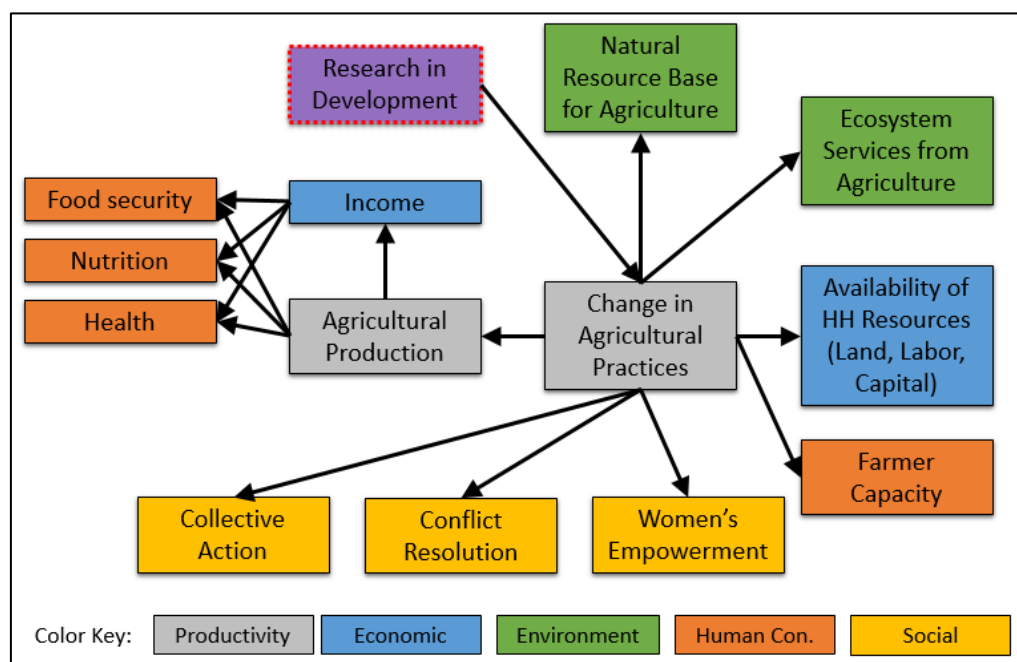 Research in
Development
Natural
Resource Base
for Agriculture
Ecosystem
Services from
Agriculture
Food security
Income
Nutrition
Health
Agricultural
Production
Change in
Agricultural
Practices
Availability of
HH Resources
(Land, Labor,
Capital)
Farmer
Capacity
Collective
Action
Conflict
Resolution
Women’s
Empowerment
Color Key: Productivity Economic Environment Human Con. Social